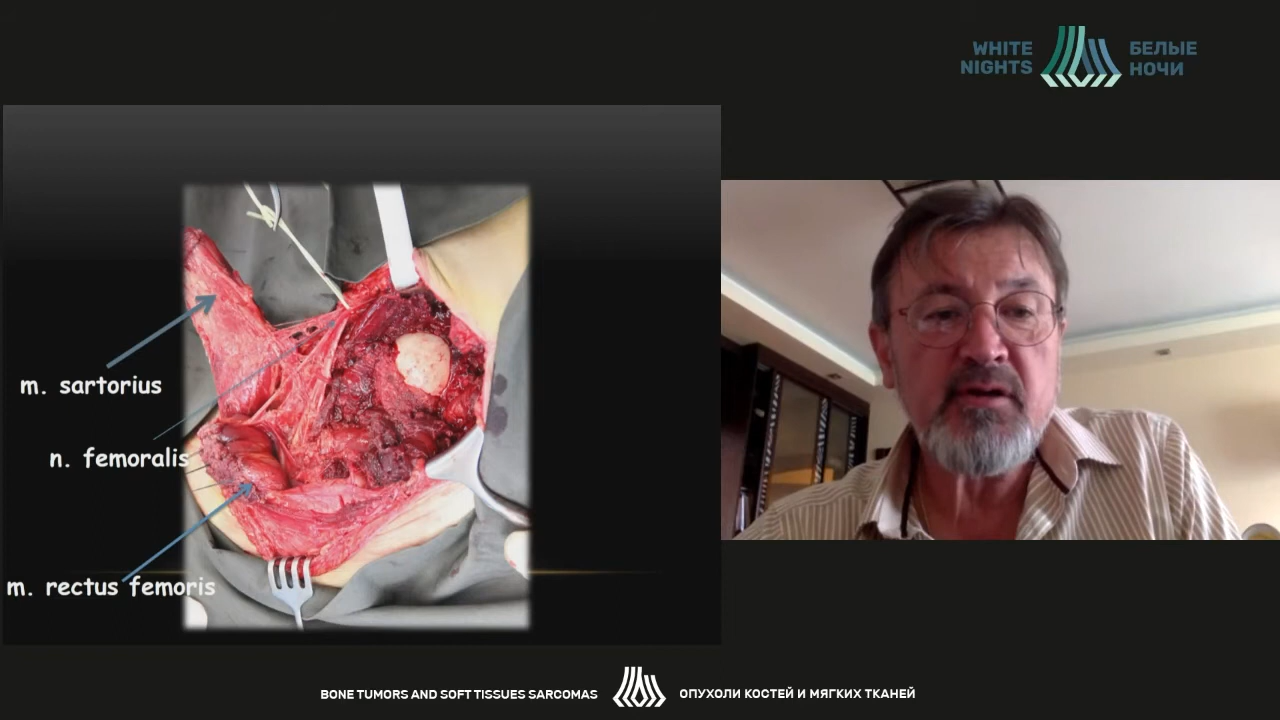 WHITE
NIGHTS
БЕЛЫЕ
НОЧИ
m. sartorius
n. femoralis
m. rectus femoris
BONE TUMORS AND SOFT TISSUES SARCOMAS
ОПУХОЛИ КОСТЕЙ И МЯГКИХ ТКАНЕЙ